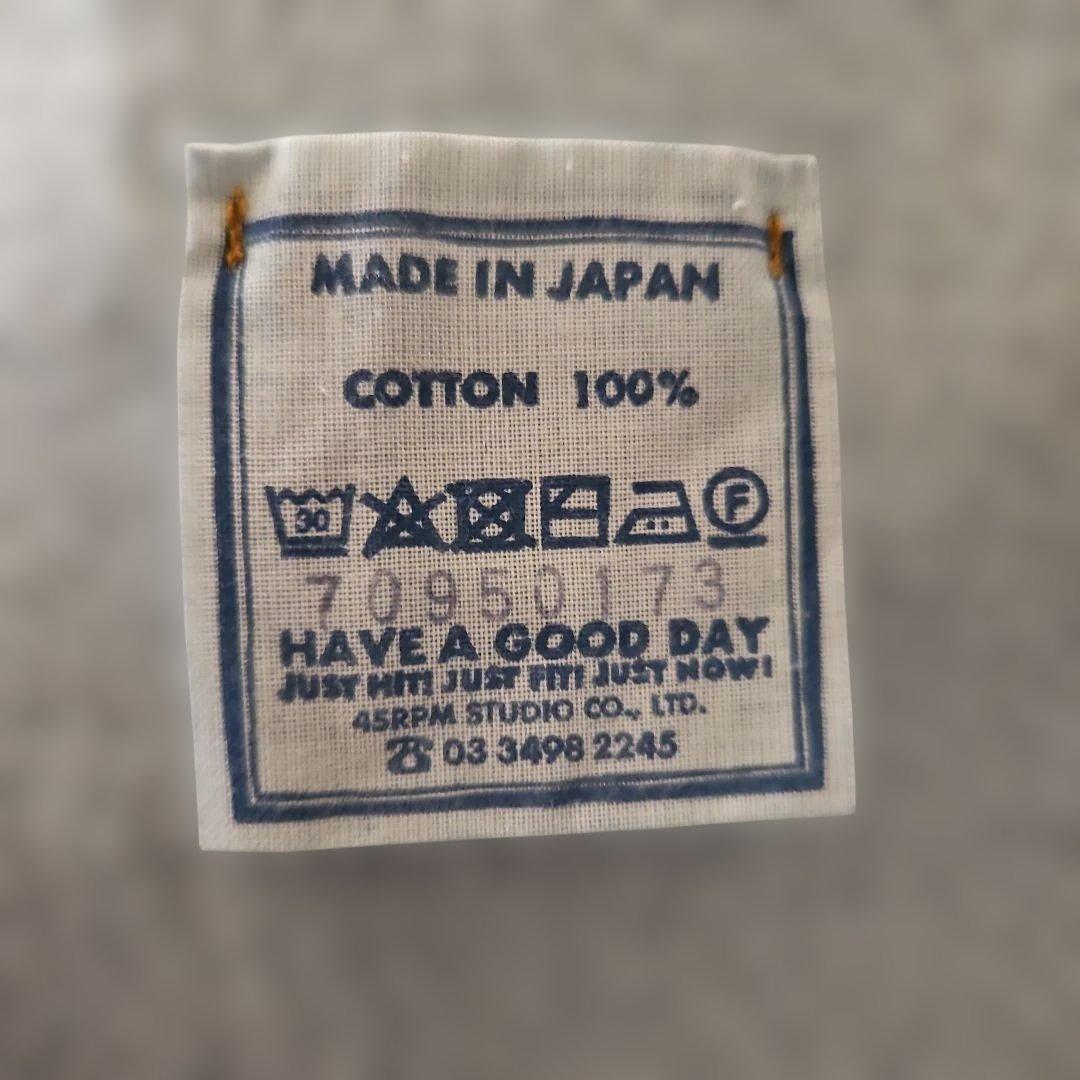 MADE IN JAPAN
COTTON 100%
30 F
70950173
HAVE A GOOD DAY
JUST HIT! JUST FIT! JUST NOW!
45RPM STUDIO CO., LTD.
☎ 03 3498 2245